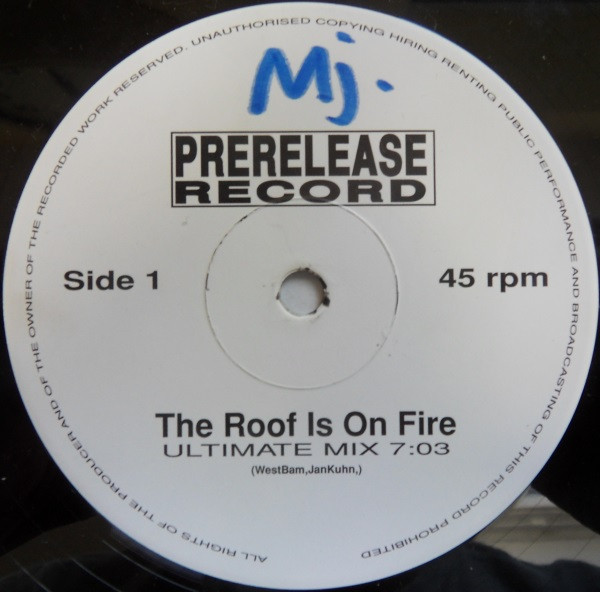 Mj.
PRERELEASE
RECORD
Side 1
45 rpm
The Roof Is On Fire
ULTIMATE MIX 7:03
(WestBam,JanKuhn,)
ALL RIGHTS OF THE PRODUCER AND OF THE OWNER OF THE RECORDED WORK RESERVED. UNAUTHORISED COPYING HIRING RENTING PUBLIC PERFORMANCE AND BROADCASTING OF THIS RECORD PROHIBITED